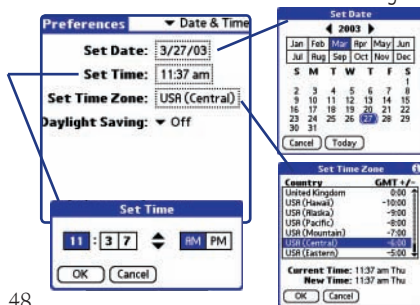 Preferences ▼ Date & Time
Set Date: 3/27/03
Set Time: 11:37 am
Set Time Zone: USA (Central)
Daylight Saving: ▼ Off
Set Time
11 : 3 7 AM PM
OK Cancel
48
Set Date
2003
Jan Feb Mar Apr May Jun
Jul Aug Sep Oct Nov Dec
S M T W T F S
1
2 3 4 5 6 7 8
9 10 11 12 13 14 15
16 17 18 19 20 21 22
23 24 25 26 27 28 29
30 31
Cancel Today
Set Time Zone
Country GMT +/-
United Kingdom 0:00
USA (Hawaii) -10:00
USA (Alaska) -9:00
USA (Pacific) -8:00
USA (Mountain) -7:00
USA (Central) -6:00
USA (Eastern) -5:00
Current Time: 11:37 am Thu
New Time: 11:37 am Thu
OK Cancel